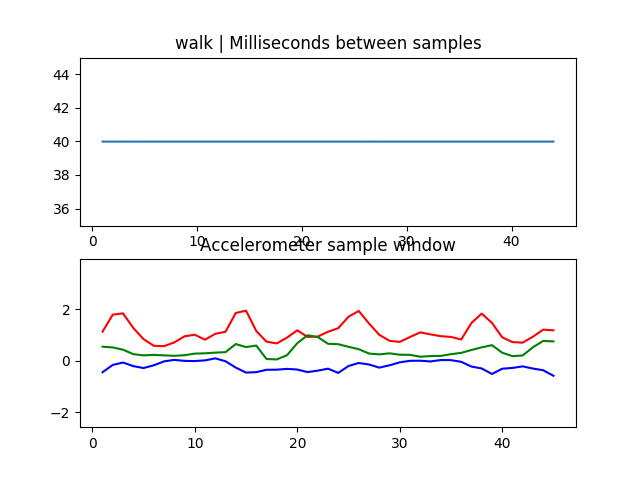 walk | Milliseconds between samples
44
42
40
38
36
0 10 20 30 40
Accelerometer sample window
2
0
−2
0 10 20 30 40